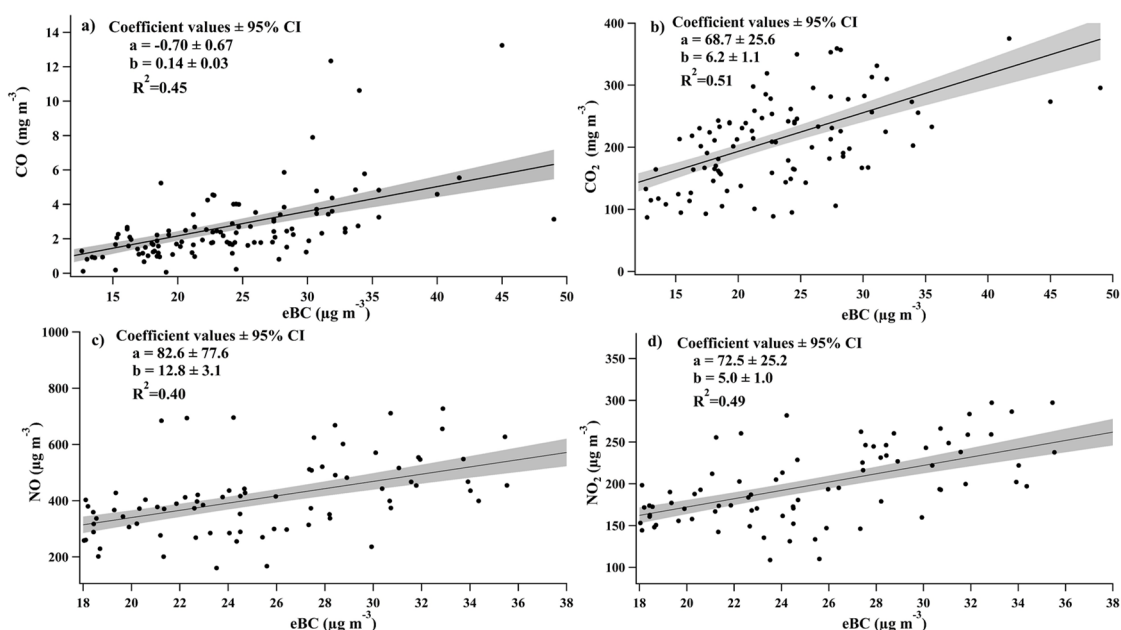 a) Coefficient values ± 95% CI
a = -0.70 ± 0.67
b = 0.14 ± 0.03
R²=0.45
14
12
10
8
6
4
2
0
CO (mg m⁻³)
15 20 25 30 35 40 45 50
eBC (µg m⁻³)
b) Coefficient values ± 95% CI
a = 68.7 ± 25.6
b = 6.2 ± 1.1
R²=0.51
400
300
200
100
0
CO₂ (mg m⁻³)
15 20 25 30 35 40 45 50
eBC (µg m⁻³)
c) Coefficient values ± 95% CI
a = 82.6 ± 77.6
b = 12.8 ± 3.1
R²=0.40
1000
800
600
400
200
NO (µg m⁻³)
18 20 22 24 26 28 30 32 34 36 38
eBC (µg m⁻³)
d) Coefficient values ± 95% CI
a = 72.5 ± 25.2
b = 5.0 ± 1.0
R²=0.49
350
300
250
200
150
100
NO₂ (µg m⁻³)
18 20 22 24 26 28 30 32 34 36 38
eBC (µg m⁻³)